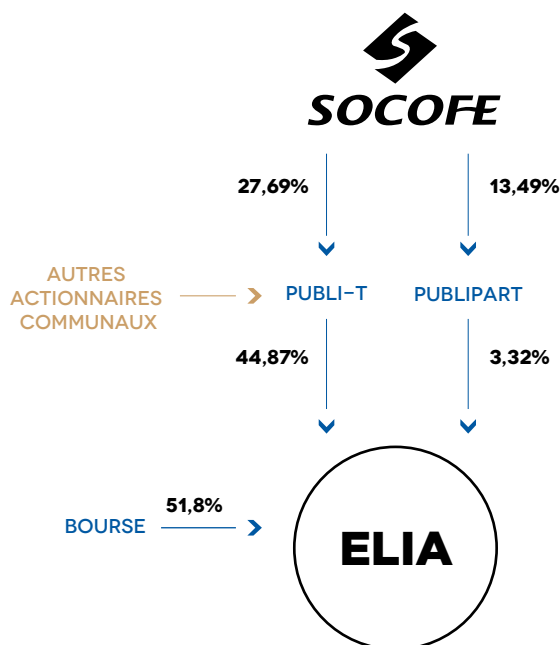 SOCOFE
27,69%
13,49%
AUTRES
ACTIONNAIRES
COMMUNAUX
PUBLI-T
PUBLIPART
44,87%
3,32%
51,8%
BOURSE
ELIA